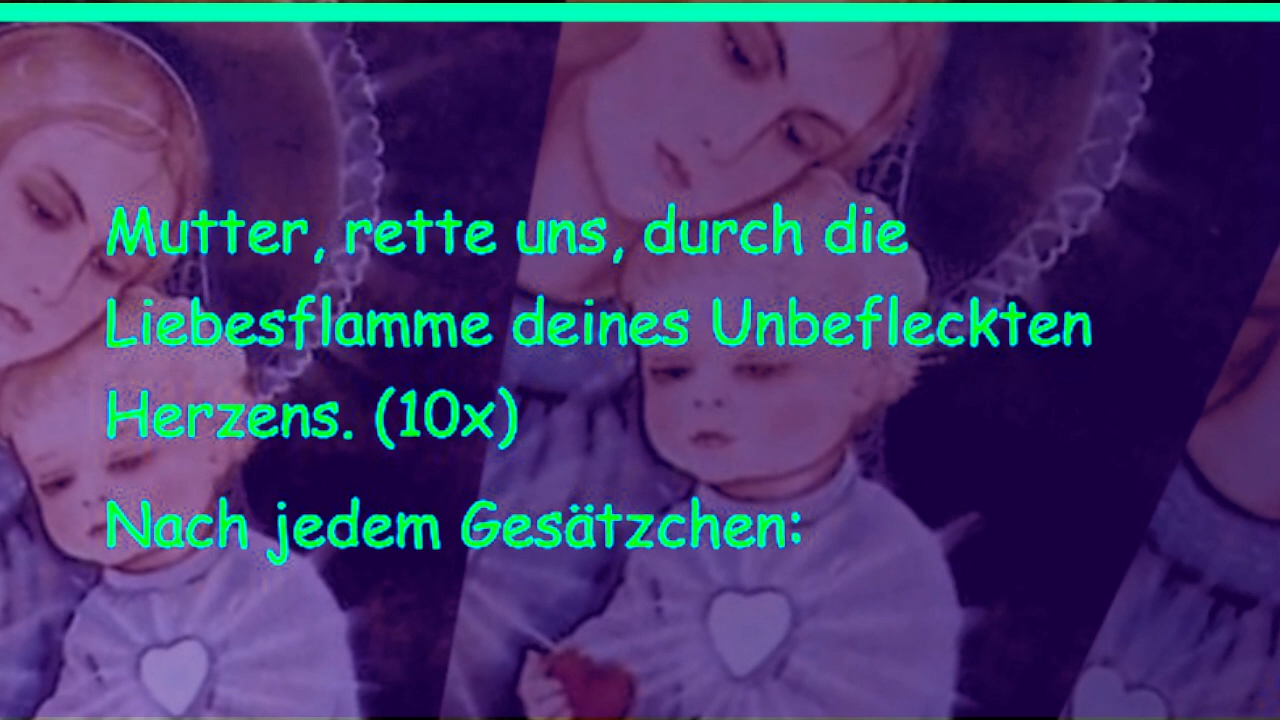 Mutter, rette uns, durch die
Liebesflamme deines Unbefleckten
Herzens. (10x)
Nach jedem Gesätzchen: